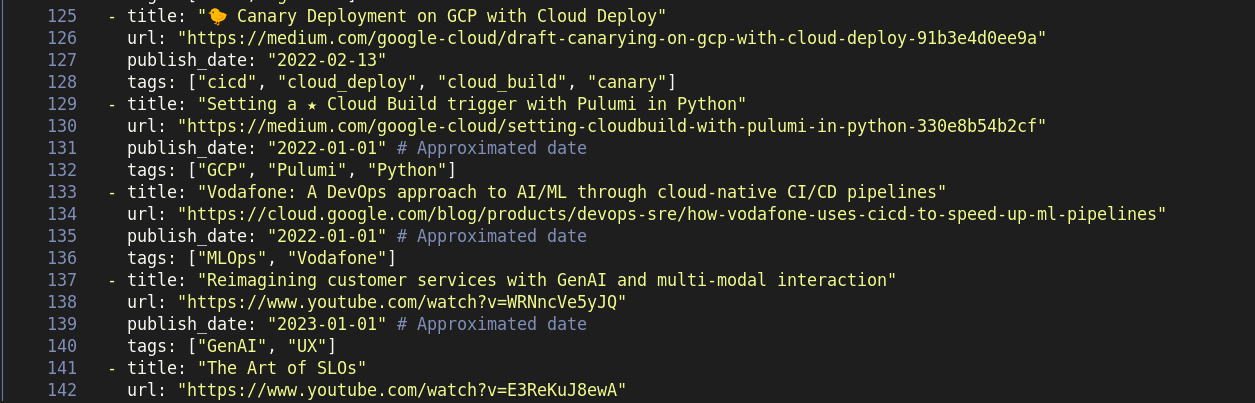 125 - title: "🐤 Canary Deployment on GCP with Cloud Deploy"
126 url: "https://medium.com/google-cloud/draft-canarying-on-gcp-with-cloud-deploy-91b3e4d0ee9a"
127 publish_date: "2022-02-13"
128 tags: ["cicd", "cloud_deploy", "cloud_build", "canary"]
129 - title: "Setting a ★ Cloud Build trigger with Pulumi in Python"
130 url: "https://medium.com/google-cloud/setting-cloudbuild-with-pulumi-in-python-330e8b54b2cf"
131 publish_date: "2022-01-01" # Approximated date
132 tags: ["GCP", "Pulumi", "Python"]
133 - title: "Vodafone: A DevOps approach to AI/ML through cloud-native CI/CD pipelines"
134 url: "https://cloud.google.com/blog/products/devops-sre/how-vodafone-uses-cicd-to-speed-up-ml-pipelines"
135 publish_date: "2022-01-01" # Approximated date
136 tags: ["MLOps", "Vodafone"]
137 - title: "Reimagining customer services with GenAI and multi-modal interaction"
138 url: "https://www.youtube.com/watch?v=WRNncVe5yJQ"
139 publish_date: "2023-01-01" # Approximated date
140 tags: ["GenAI", "UX"]
141 - title: "The Art of SLOs"
142 url: "https://www.youtube.com/watch?v=E3ReKuJ8ewA"